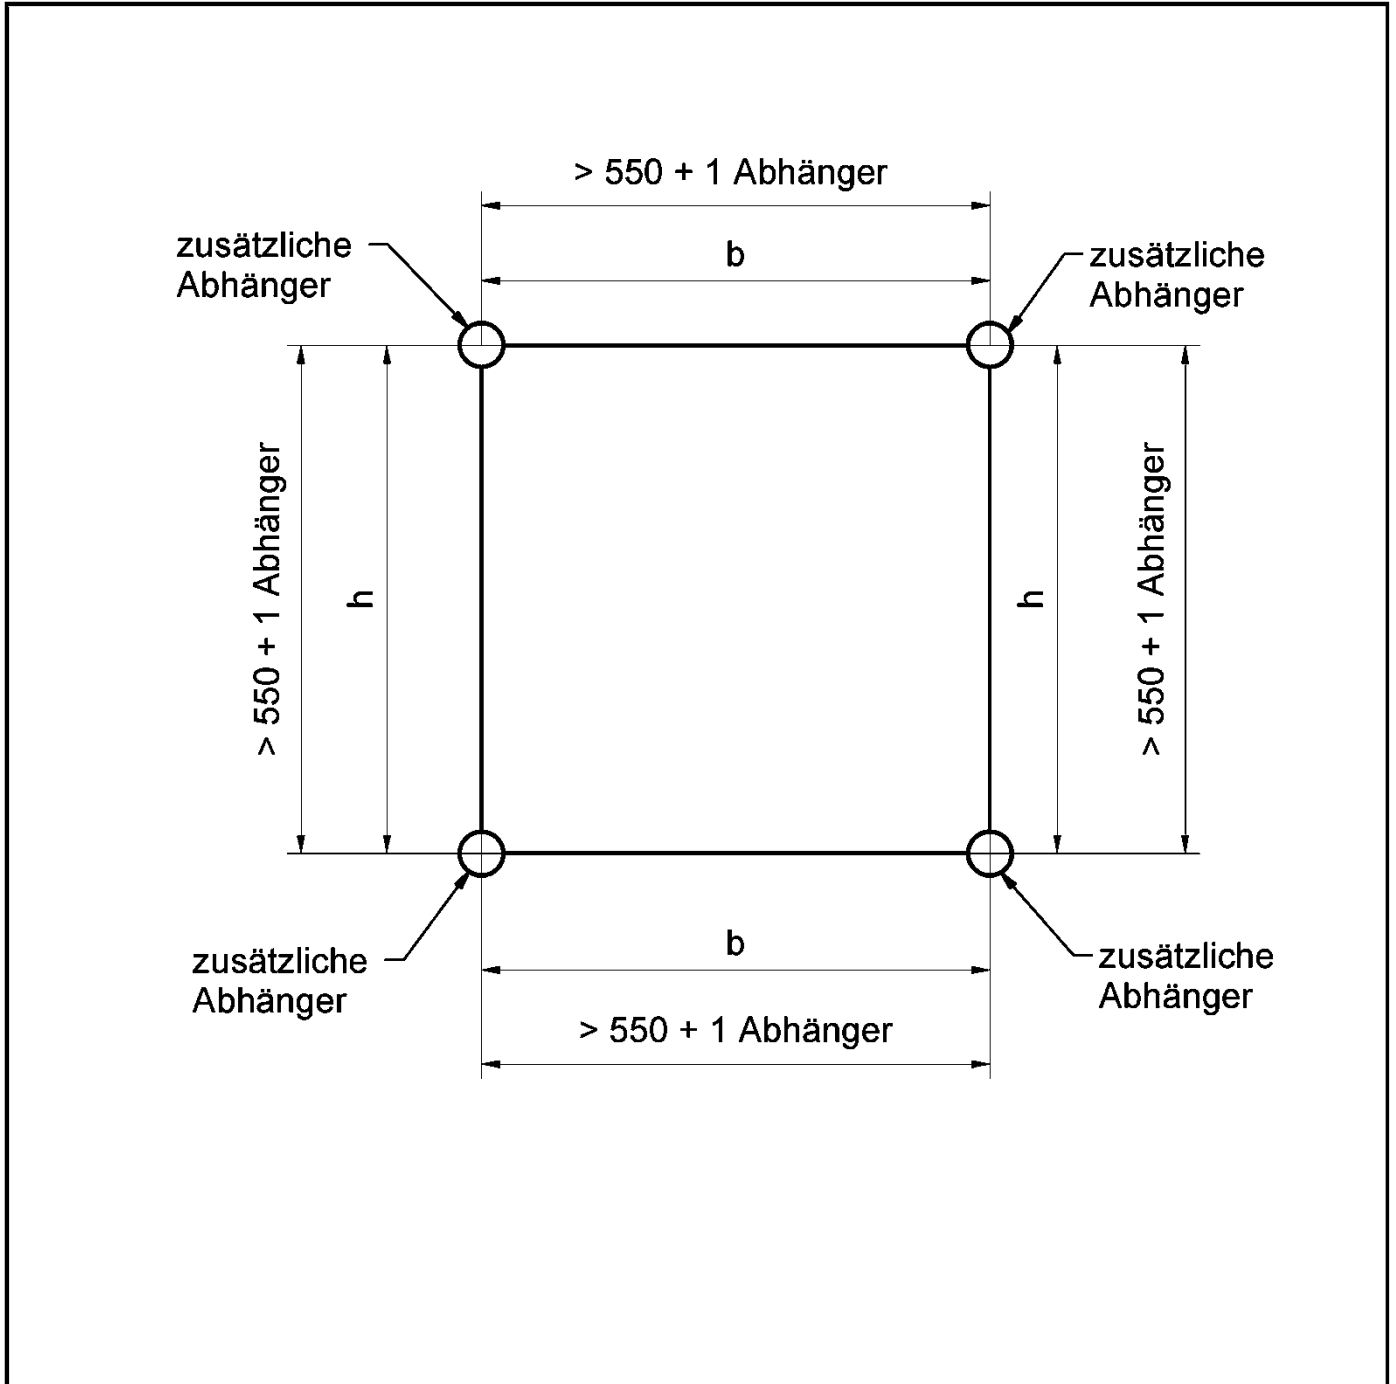 > 550 + 1 Abhänger
zusätzliche
Abhänger
b
zusätzliche
Abhänger
> 550 + 1 Abhänger
h
h
> 550 + 1 Abhänger
zusätzliche
Abhänger
b
zusätzliche
Abhänger
> 550 + 1 Abhänger